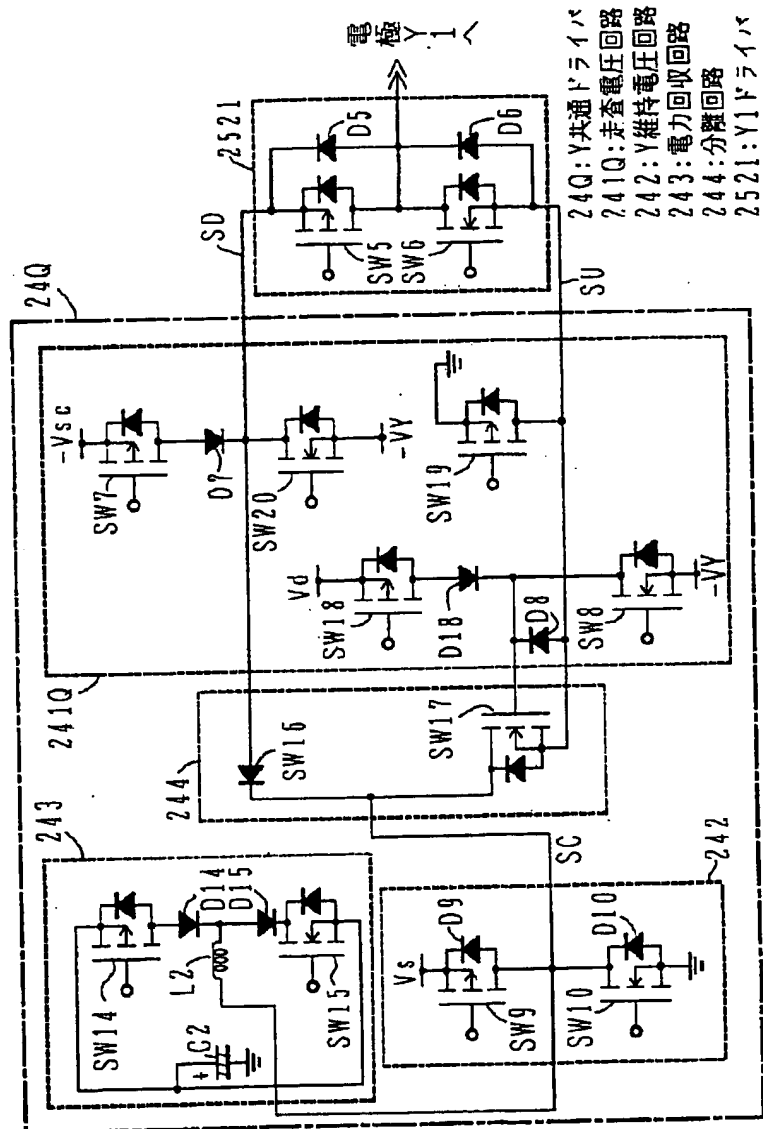 24Q
241Q
-Vsc
SW7
D7
SW20
-VY
SD
2521
D5
SW5
SW6
D6
電極Y1へ
SU
SW19
Vd
SW18
D18
D8
SW8
-VY
244
SW16
SW17
SC
243
SW14
D14
D15
L2
C2
+
SW15
242
Vs
D9
SW9
D10
SW10
24Q:Y共通ドライバ
241Q:走査電圧回路
242:Y維持電圧回路
243:電力回収回路
244:分離回路
2521:Y1ドライバ